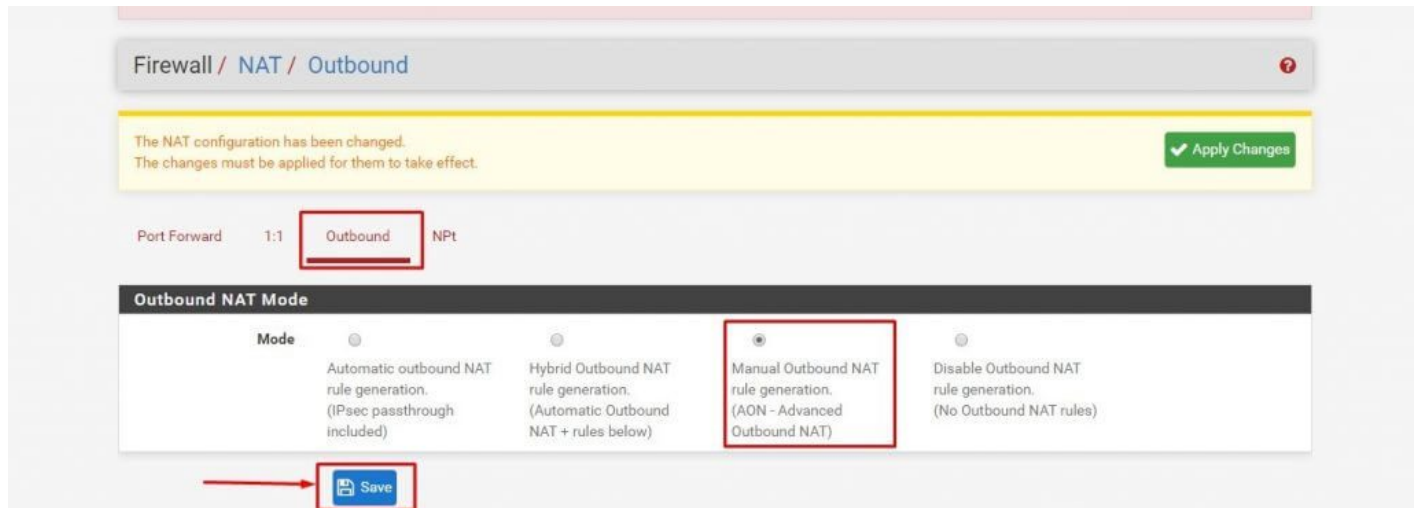 Firewall / NAT / Outbound
The NAT configuration has been changed.
The changes must be applied for them to take effect.
Apply Changes
Port Forward 1:1 Outbound NPt
Outbound NAT Mode
Mode
Automatic outbound NAT
rule generation.
(IPsec passthrough
included)
Hybrid Outbound NAT
rule generation.
(Automatic Outbound
NAT + rules below)
Manual Outbound NAT
rule generation.
(AON - Advanced
Outbound NAT)
Disable Outbound NAT
rule generation.
(No Outbound NAT rules)
Save